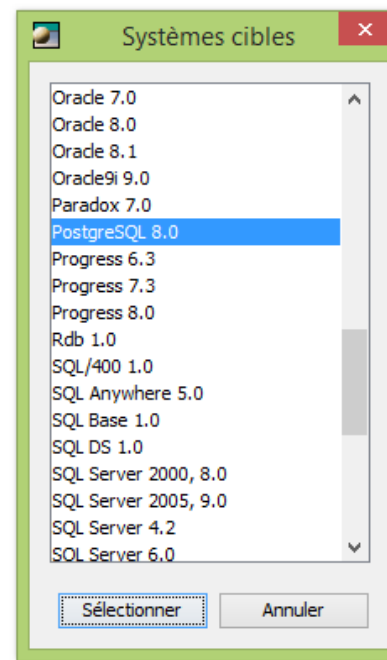 Systèmes cibles
Oracle 7.0
Oracle 8.0
Oracle 8.1
Oracle9i 9.0
Paradox 7.0
PostgreSQL 8.0
Progress 6.3
Progress 7.3
Progress 8.0
Rdb 1.0
SQL/400 1.0
SQL Anywhere 5.0
SQL Base 1.0
SQL DS 1.0
SQL Server 2000, 8.0
SQL Server 2005, 9.0
SQL Server 4.2
SQL Server 6.0
Sélectionner Annuler